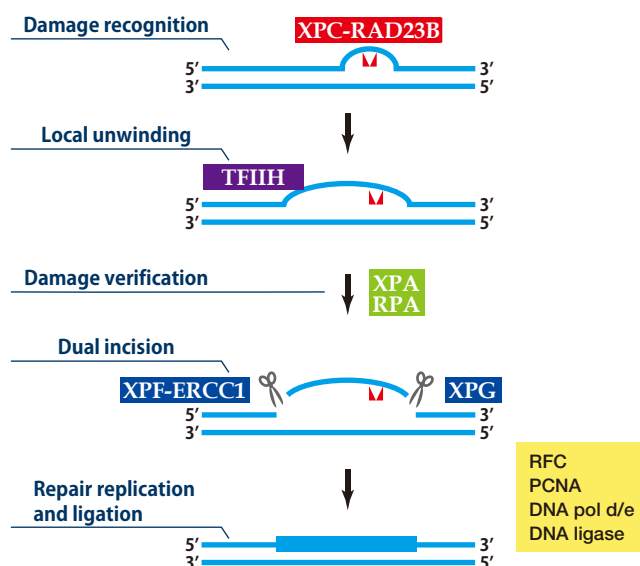 Damage recognition
XPC-RAD23B
5′ 3′
3′ 5′
Local unwinding
TFIIH
5′ 3′
3′ 5′
Damage verification
XPA
RPA
Dual incision
XPF-ERCC1
XPG
5′ 3′
3′ 5′
RFC
PCNA
DNA pol d/e
DNA ligase
Repair replication
and ligation
5′ 3′
3′ 5′